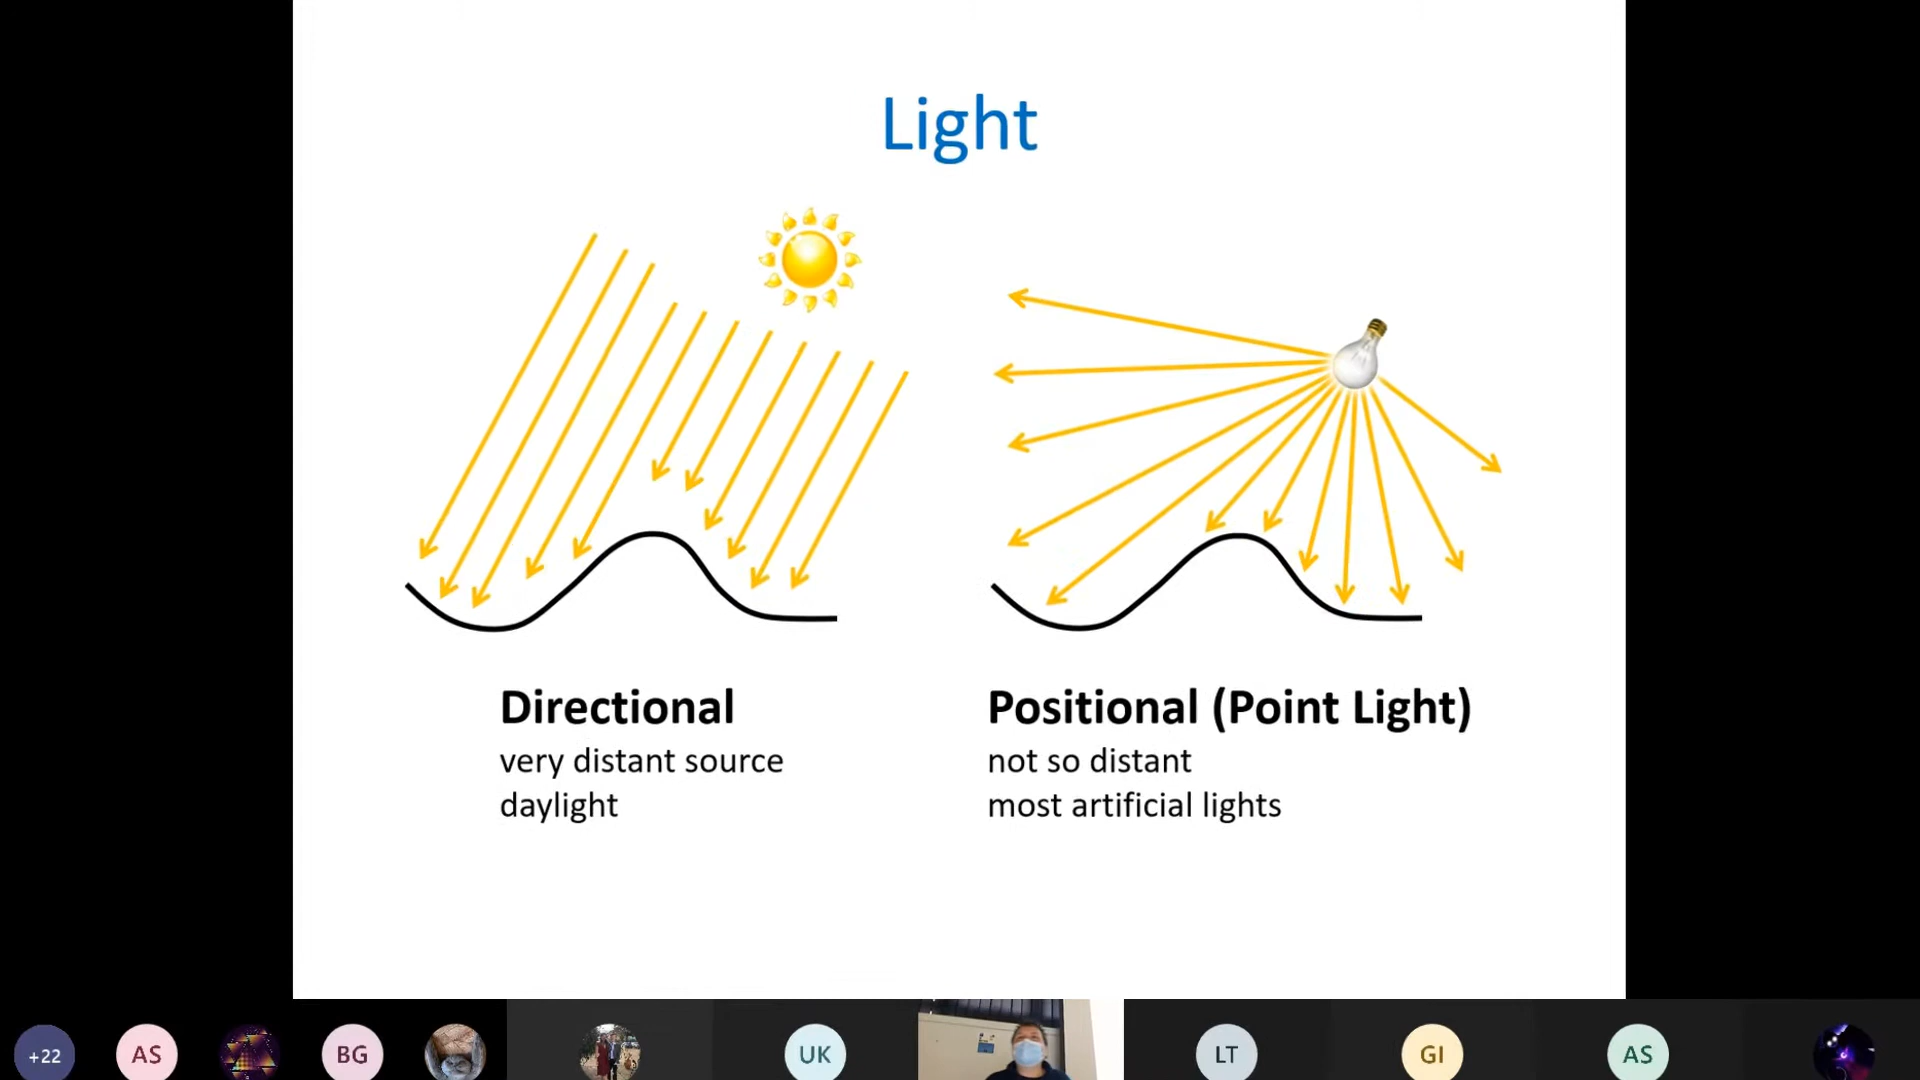 Light
Directional
very distant source
daylight
Positional (Point Light)
not so distant
most artificial lights
+22
AS
BG
UK
LT
GI
AS